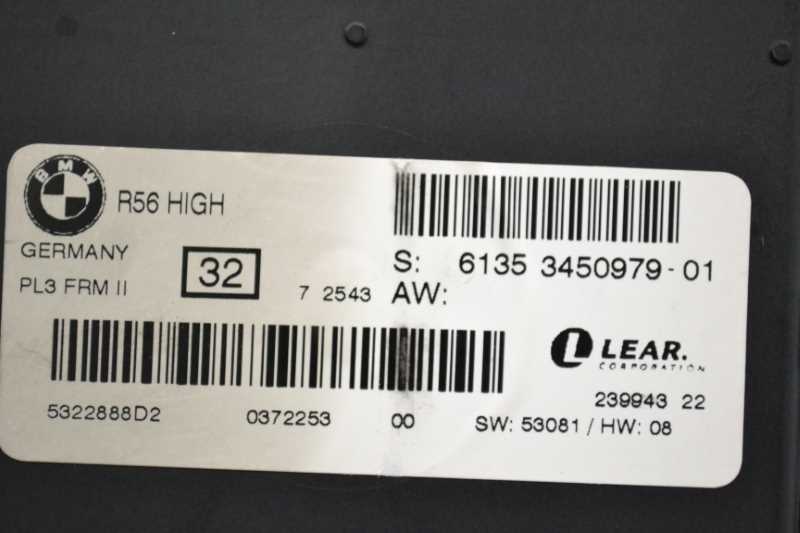 BMW
R56 HIGH
GERMANY
PL3 FRM II
32
7 2543
S: 6135 3450979-01
AW:
LEAR.
CORPORATION
239943 22
5322888D2 0372253 00 SW: 53081 / HW: 08